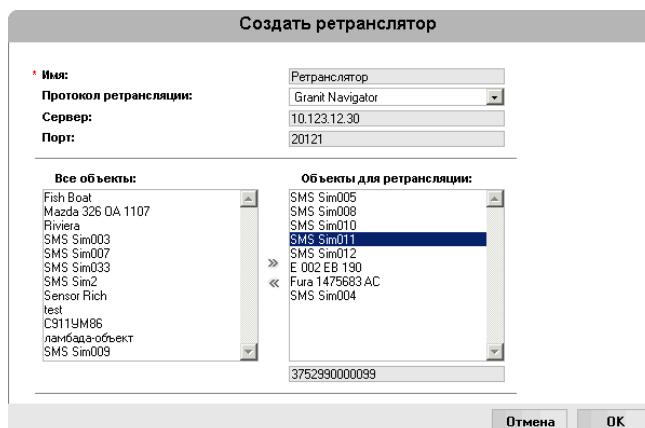 Создать ретранслятор
* Имя: Ретранслятор
Протокол ретрансляции: Granit Navigator
Сервер: 10.123.12.30
Порт: 20121
Все объекты:
Fish Boat
Mazda 326 OA 1107
Riviera
SMS Sim003
SMS Sim007
SMS Sim033
SMS Sim2
Sensor Rich
test
С911УМ86
ламбада-объект
SMS Sim009
»
«
Объекты для ретрансляции:
SMS Sim005
SMS Sim008
SMS Sim010
SMS Sim011
SMS Sim012
E 002 EB 190
Fura 1475683 AC
SMS Sim004
3752990000099
Отмена
OK